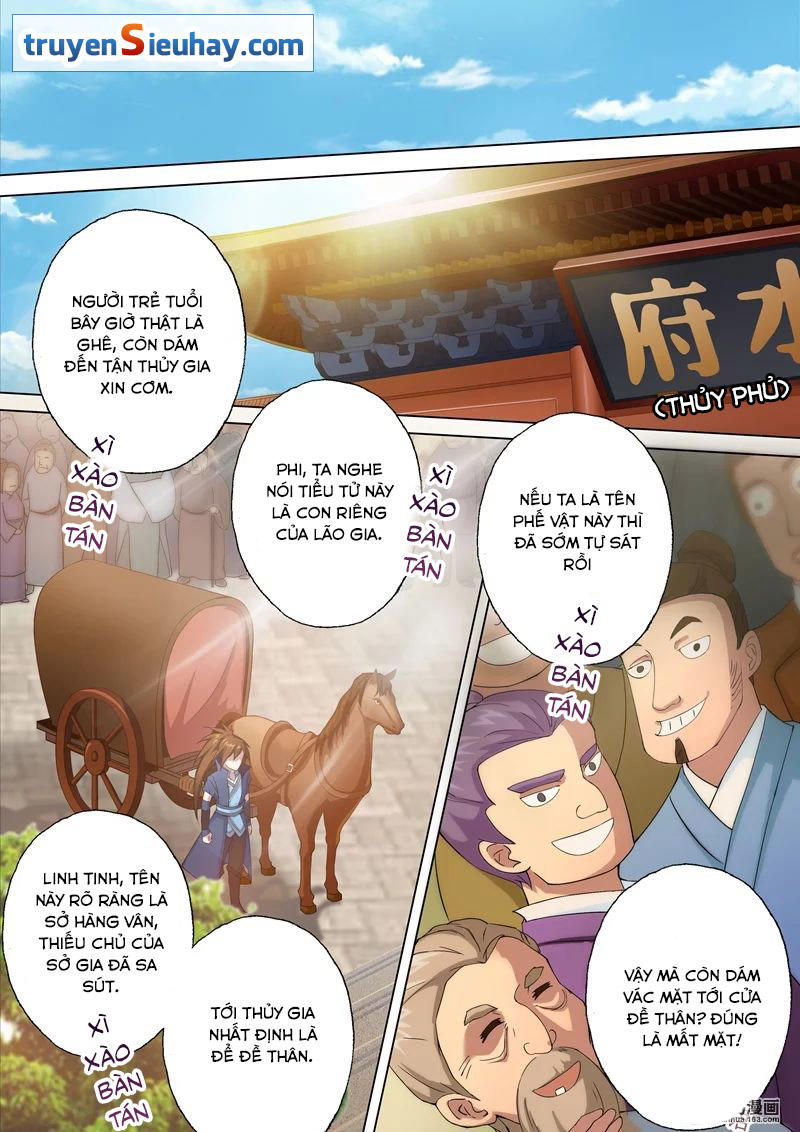 truyenSieuhay.com
水
府
(THỦY PHỦ)
NGƯỜI TRẺ TUỔI
BÂY GIỜ THẬT LÀ
GHÊ, CÒN DÁM
ĐẾN TẬN THỦY GIA
XIN CƠM.
XÌ
XÀO
BÀN
TÁN
PHI, TA NGHE
NÓI TIỂU TỬ NÀY
LÀ CON RIÊNG
CỦA LÃO GIA.
XÌ
XÀO
BÀN
TÁN
NẾU TA LÀ TÊN
PHẾ VẬT NÀY THÌ
ĐÃ SỚM TỰ SÁT
RỒI
XÌ
XÀO
BÀN
TÁN
LINH TINH, TÊN
NÀY RÕ RÀNG LÀ
SỞ HÀNG VÂN,
THIẾU CHỦ CỦA
SỞ GIA ĐÃ SA
SÚT.
XÌ
XÀO
BÀN
TÁN
TỚI THỦY GIA
NHẤT ĐỊNH LÀ
ĐỂ ĐỀ THÂN.
VẬY MÀ CÒN DÁM
VÁC MẶT TỚI CỬA
ĐỀ THÂN? ĐÚNG
LÀ MẤT MẶT!
漫画